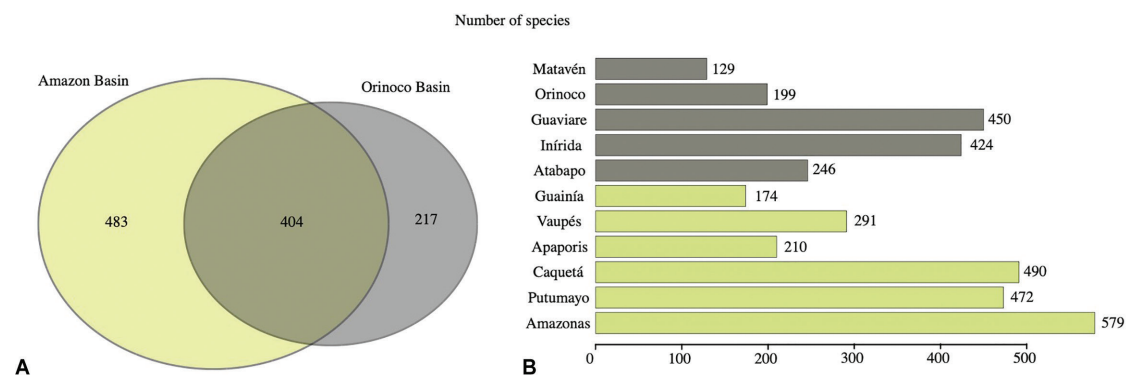 Number of species
Amazon Basin
Orinoco Basin
483
404
217
A
Matavén 129
Orinoco 199
Guaviare 450
Inírida 424
Atabapo 246
Guainía 174
Vaupés 291
Apaporis 210
Caquetá 490
Putumayo 472
Amazonas 579
0 100 200 300 400 500
B